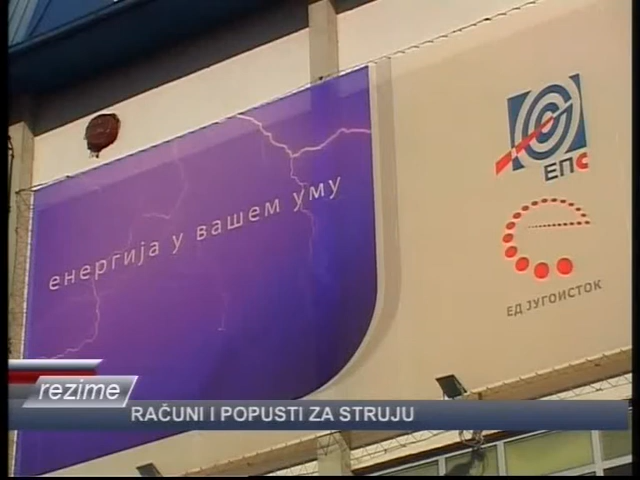 енергија у вашем уму
ЕПС
ЕД ЈУГОИСТОК
rezime
RAČUNI I POPUSTI ZA STRUJU